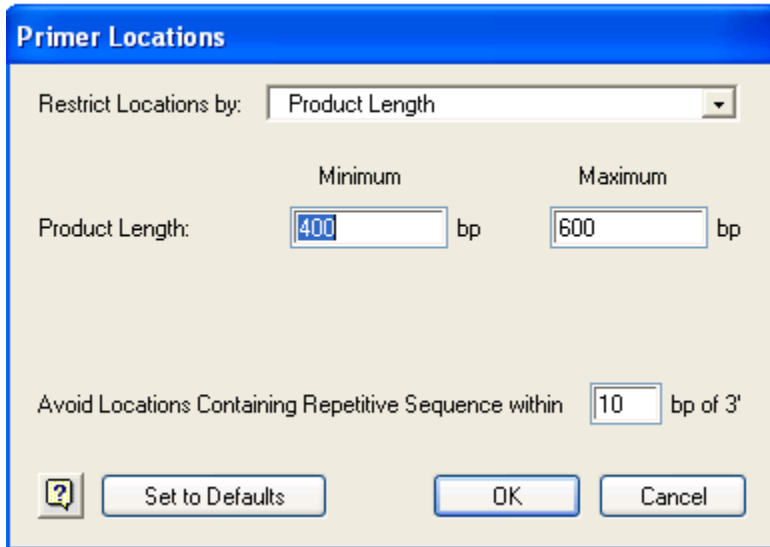 Primer Locations
Restrict Locations by: Product Length
Minimum Maximum
Product Length: 400 bp 600 bp
Avoid Locations Containing Repetitive Sequence within 10 bp of 3'
? Set to Defaults OK Cancel